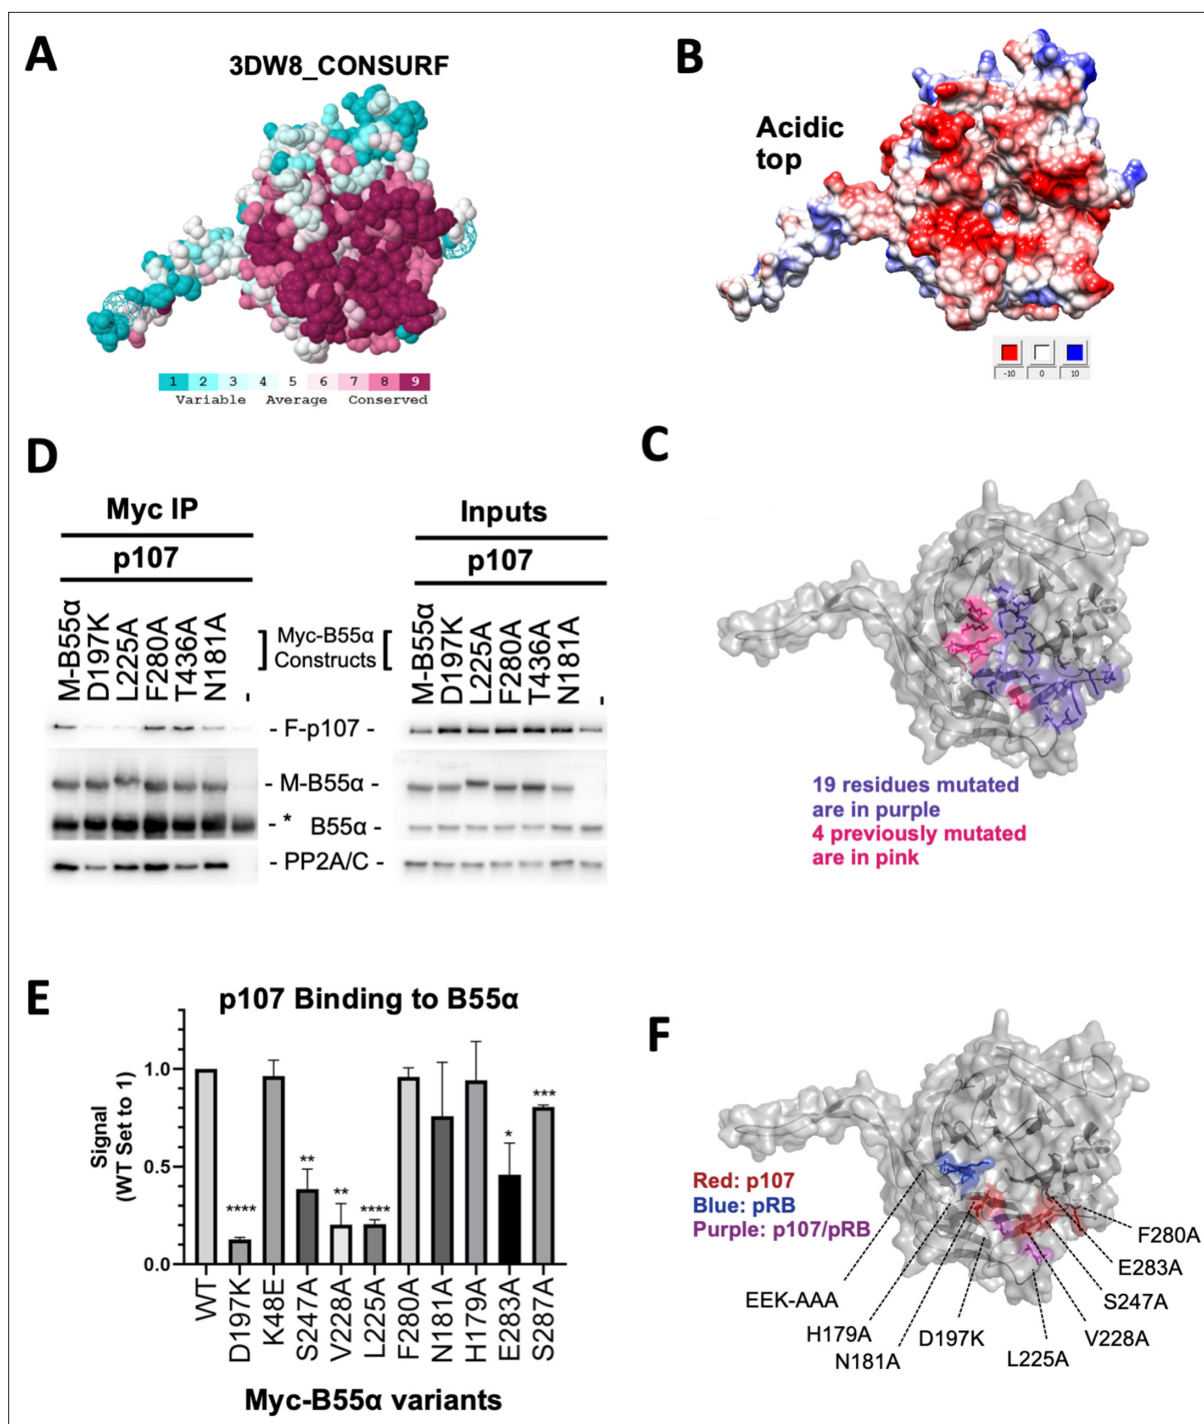 A
3DW8_CONSURF
1 2 3 4 5 6 7 8 9
Variable Average Conserved
B
Acidic
top
-10 0 10
D
Myc IP
p107
M-B55α
D197K
L225A
F280A
T436A
N181A
-
Myc-B55α
Constructs
Inputs
p107
M-B55α
D197K
L225A
F280A
T436A
N181A
-
- F-p107 -
- M-B55α -
- * B55α -
- PP2A/C -
C
19 residues mutated
are in purple
4 previously mutated
are in pink
E
p107 Binding to B55α
Signal
(WT Set to 1)
1.0
0.5
0.0
****
**
**
****
*
***
WT
D197K
K48E
S247A
V228A
L225A
F280A
N181A
H179A
E283A
S287A
Myc-B55α variants
F
Red: p107
Blue: pRB
Purple: p107/pRB
F280A
E283A
S247A
V228A
L225A
D197K
N181A
H179A
EEK-AAA